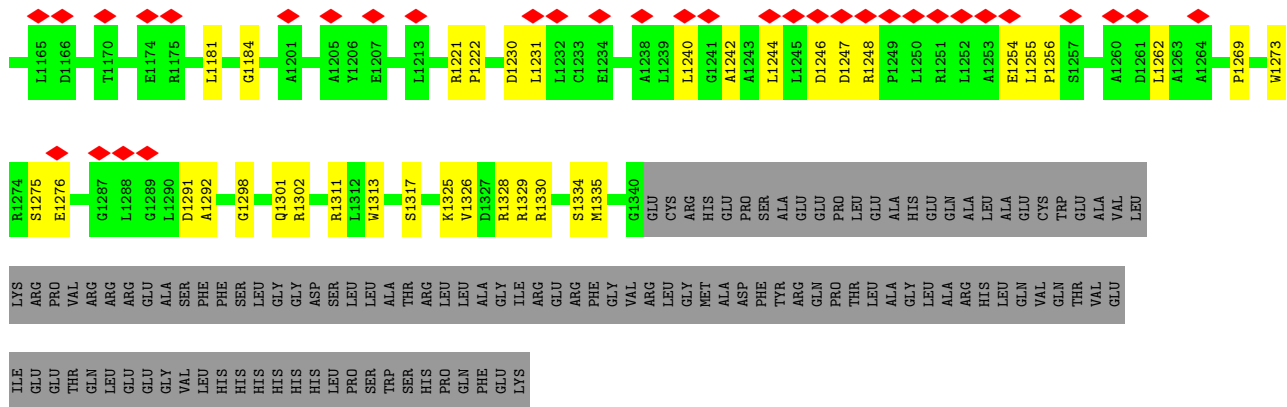 L1165 D1166 T1170 E1174 R1175 L1181 G1184 A1201 A1205 Y1206 E1207 L1213 R1221 P1222 D1230 L1231 L1232 C1233 E1234 A1238 L1239 L1240 G1241 A1242 A1243 L1244 L1245 D1246 D1247 R1248 P1249 L1250 R1251 L1252 A1253 E1254 L1255 P1256 S1257 A1260 D1261 L1262 A1263 A1264 P1269 W1273
R1274 S1275 E1276 G1287 L1288 G1289 L1290 D1291 A1292 G1298 Q1301 R1302 R1311 L1312 W1313 S1317 K1325 V1326 D1327 R1328 R1329 R1330 S1334 M1335 G1340 GLU CYS ARG HIS GLU PRO SER ALA GLU GLU PRO LEU GLU ALA HIS GLU GLN ALA LEU ALA GLU CYS TRP GLU ALA VAL LEU
LYS ARG PRO VAL ARG ARG ARG GLU ALA SER PHE PHE SER LEU GLY GLY ASP SER LEU LEU ALA THR ARG LEU LEU ALA GLY ILE ARG GLU ARG PHE GLY VAL ARG LEU GLY MET ALA ASP PHE TYR ARG GLN PRO THR LEU ALA GLY LEU ALA ARG HIS LEU GLN VAL GLN THR VAL GLU
ILE GLU GLU THR GLN LEU GLU GLU GLY VAL LEU HIS HIS HIS HIS HIS HIS LEU PRO SER TRP SER HIS PRO GLN PHE GLU LYS